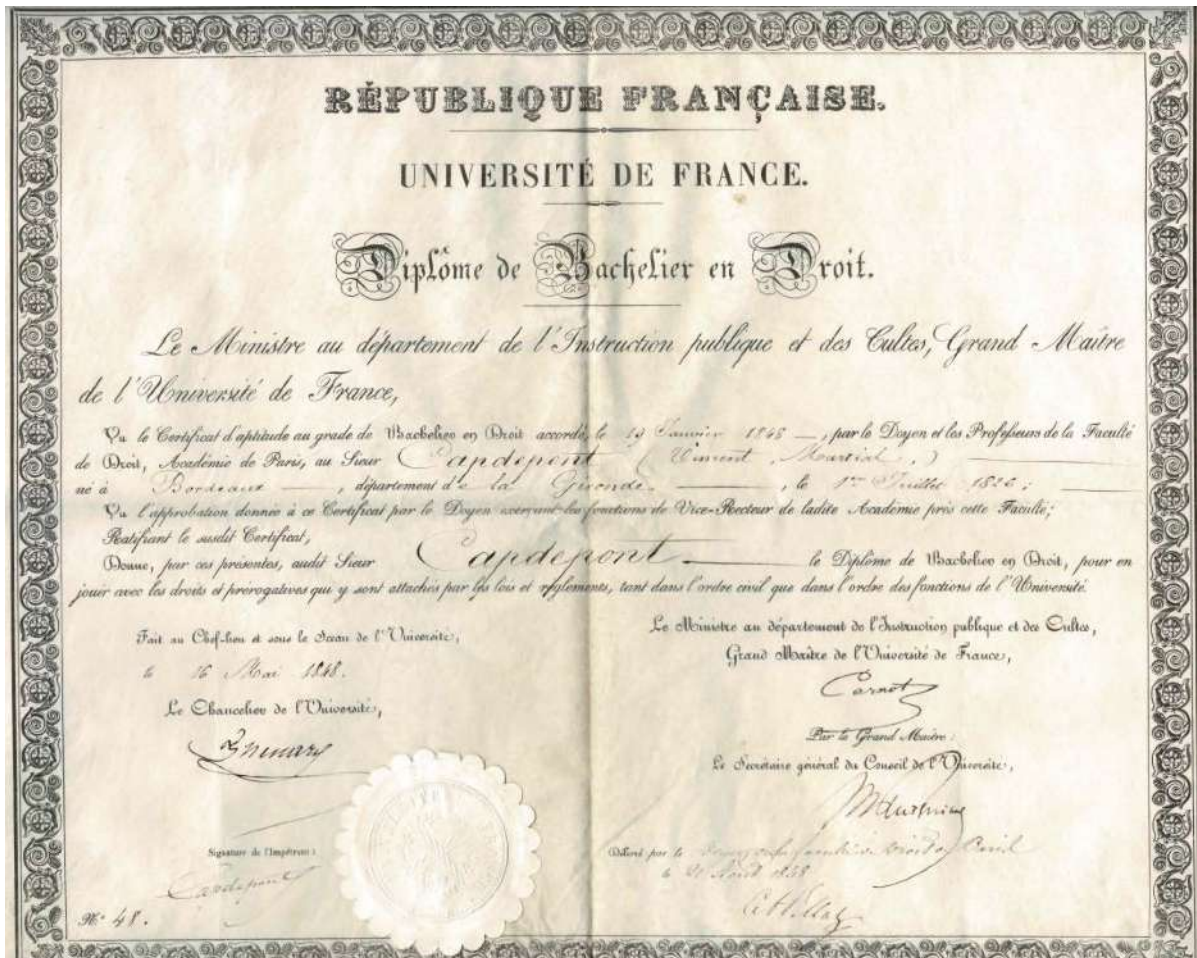 RÉPUBLIQUE FRANÇAISE.
UNIVERSITÉ DE FRANCE.
Diplôme de Bachelier en Droit.
Le Ministre au département de l'Instruction publique et des Cultes, Grand Maître
de l'Université de France,
Vu le Certificat d'aptitude au grade de Bachelier en Droit accordé, le 19 Janvier 1848, par le Doyen et les Professeurs de la Faculté
de Droit, Académie de Paris, au Sieur Capdepont (Vincent, Martial,)
né à Bordeaux, département de la Gironde, le 1er Juillet 1826;
Vu l'approbation donnée à ce Certificat par le Doyen exerçant les fonctions de Vice-Recteur de ladite Académie près cette Faculté;
Ratifiant le susdit Certificat,
Donne, par ces présentes, audit Sieur Capdepont le Diplôme de Bachelier en Droit, pour en
jouir avec les droits et prérogatives qui y sont attachés par les lois et règlements, tant dans l'ordre civil que dans l'ordre des fonctions de l'Université.
Fait au Chef-lieu et sous le Sceau de l'Université,
le 16 Mai 1848.
Le Chancelier de l'Université,
Signature de l'Impétrant:
Capdepont
N° 48.
Le Ministre au département de l'Instruction publique et des Cultes,
Grand Maître de l'Université de France,
Carnot
Par le Grand Maître:
Le Secrétaire général du Conseil de l'Université,
Délivré par le
Août 1848